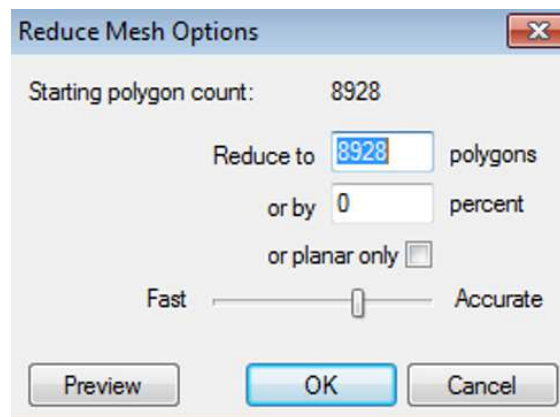 Reduce Mesh Options
Starting polygon count: 8928
Reduce to 8928 polygons
or by 0 percent
or planar only
Fast Accurate
Preview OK Cancel